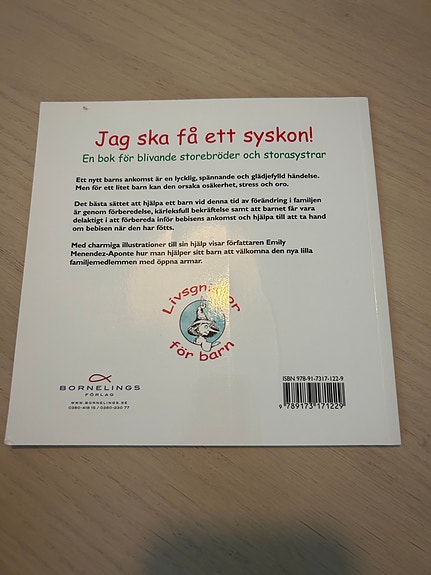 Jag ska få ett syskon!
En bok för blivande storebröder och storasystrar
Ett nytt barns ankomst är en lycklig, spännande och glädjefylld händelse.
Men för ett litet barn kan den orsaka osäkerhet, stress och oro.
Det bästa sättet att hjälpa ett barn vid denna tid av förändring i familjen
är genom förberedelse, kärleksfull bekräftelse samt att barnet får vara
delaktigt i att förbereda inför bebisens ankomst och hjälpa till att ta hand
om bebisen när den har fötts.
Med charmiga illustrationer till sin hjälp visar författaren Emily
Menendez-Aponte hur man hjälper sitt barn att välkomna den nya lilla
familjemedlemmen med öppna armar.
för barn
BORNELINGS
FÖRLAG
WWW.BORNELINGS.SE
ISBN 978-91-7317-122-9
9 789173 171229